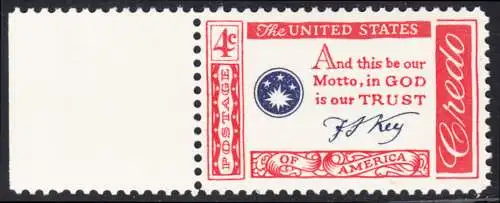 4c
The UNITED STATES
And this be our
Motto, in GOD
is our TRUST
F S Key
POSTAGE
OF AMERICA
Credo